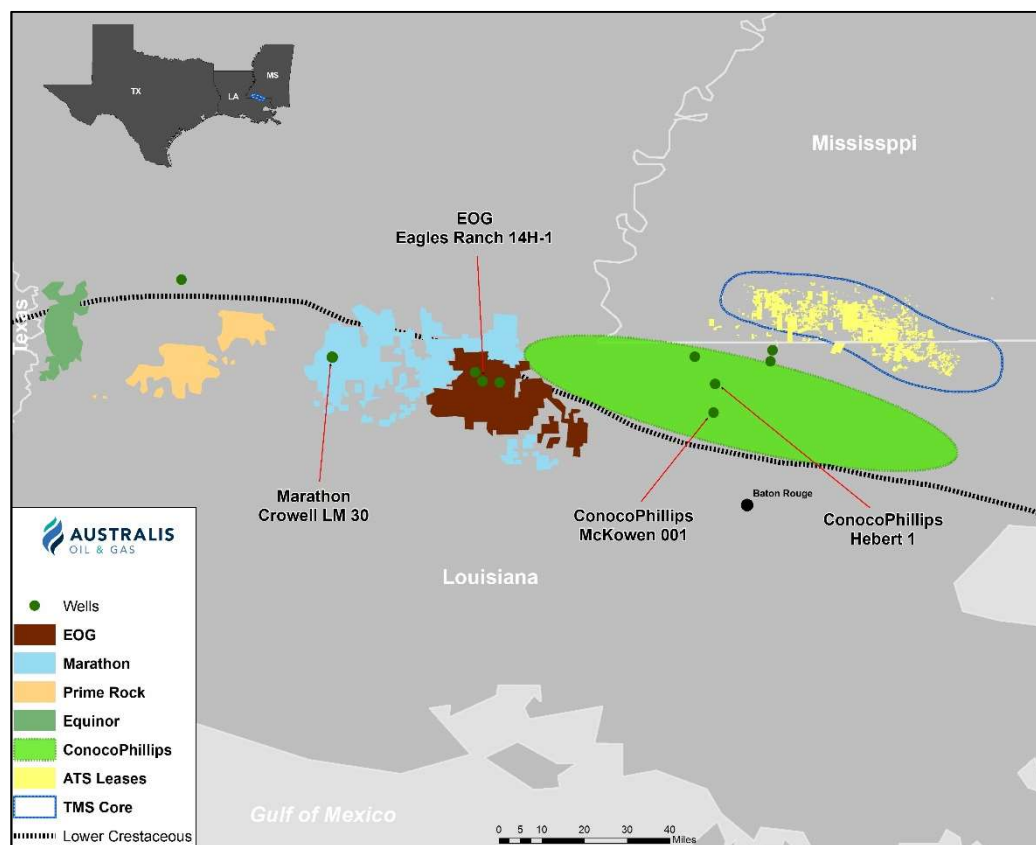 TX
LA
MS
Mississppi
EOG
Eagles Ranch 14H-1
Texas
Marathon
Crowell LM 30
ConocoPhillips
McKowen 001
Baton Rouge
ConocoPhillips
Hebert 1
Louisiana
Gulf of Mexico
AUSTRALIS
OIL & GAS
Wells
EOG
Marathon
Prime Rock
Equinor
ConocoPhillips
ATS Leases
TMS Core
Lower Crestaceous
0 5 10 20 30 40
Miles